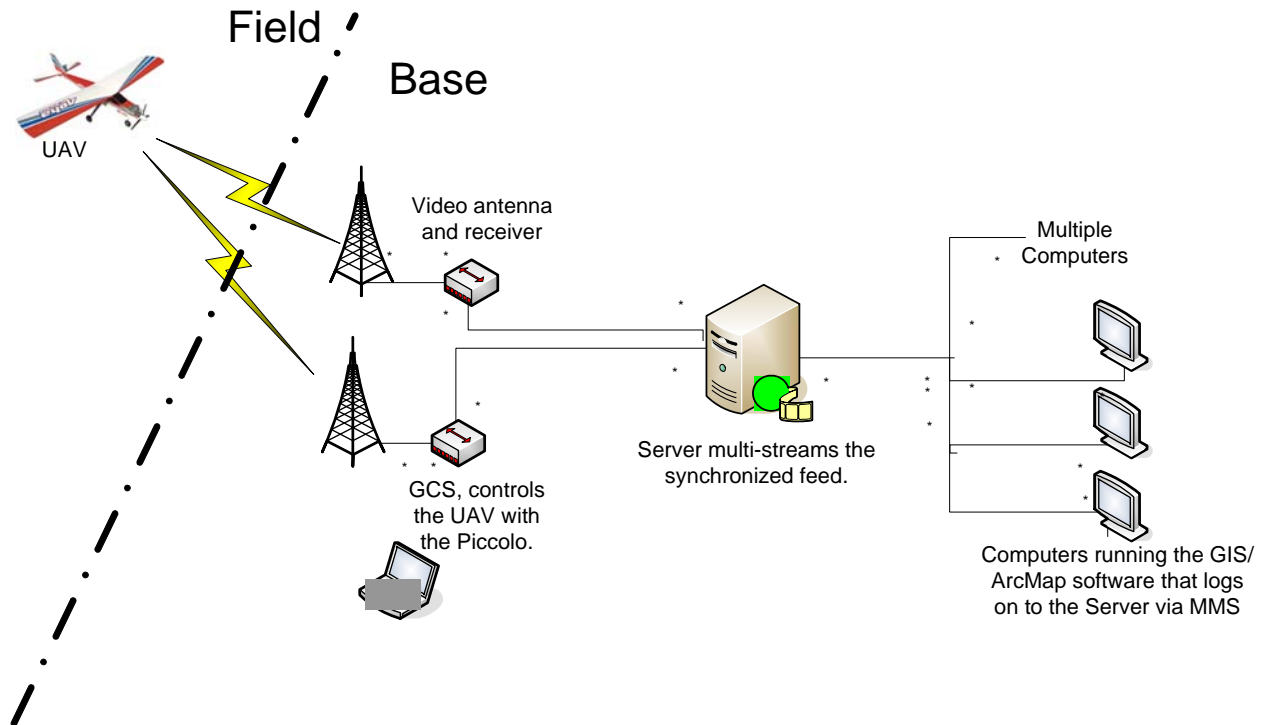 Field
Base
UAV
Video antenna
and receiver
Multiple
Computers
Server multi-streams the
synchronized feed.
GCS, controls
the UAV with
the Piccolo.
Computers running the GIS/
ArcMap software that logs
on to the Server via MMS